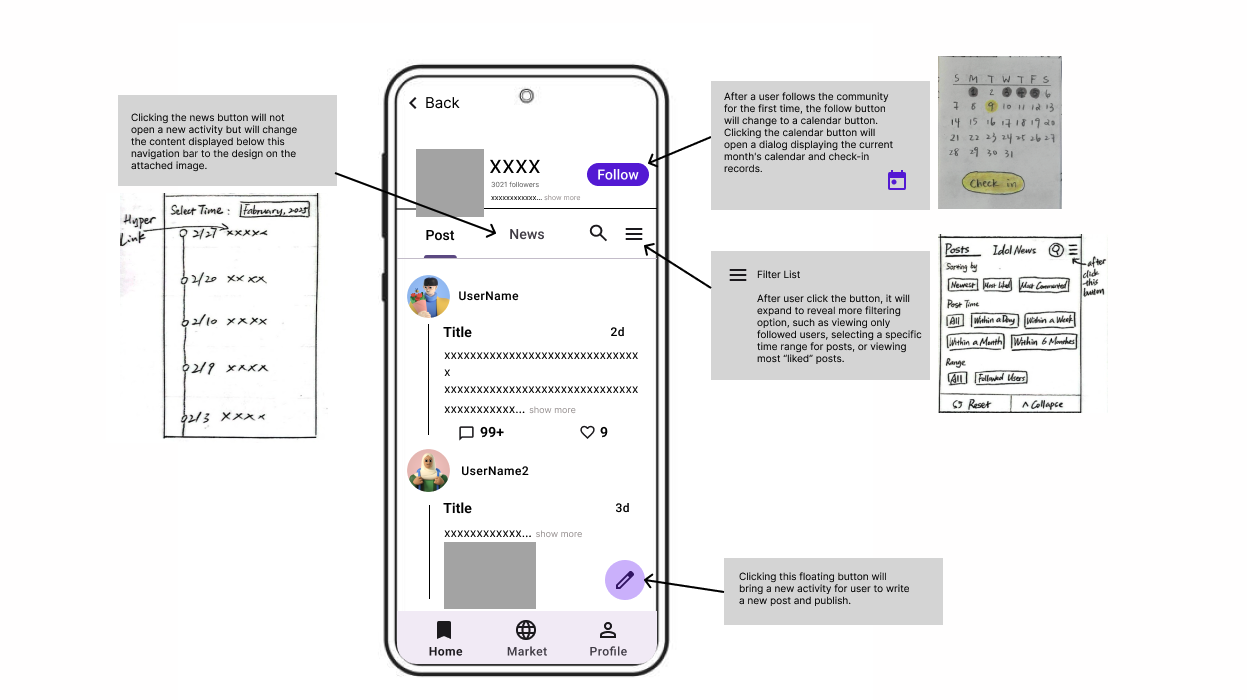 Clicking the news button will not
open a new activity but will change
the content displayed below this
navigation bar to the design on the
attached image.
Select Time : Fabruary, 2025
Hyper
Link
2/27 xxxxx
2/20 xxxx
2/10 xxxx
2/9 xxxx
2/3 xxxx
Back
XXXX
3021 followers
xxxxxxxxxxxx... show more
Follow
Post
News
UserName
Title 2d
xxxxxxxxxxxxxxxxxxxxxxxxxxxxxx
x
xxxxxxxxxxxxxxxxxxxxxxxxxxxxxx
xxxxxxxxxxx... show more
99+ 9
UserName2
Title 3d
xxxxxxxxxxxx... show more
Home Market Profile
After a user follows the community
for the first time, the follow button
will change to a calendar button.
Clicking the calendar button will
open a dialog displaying the current
month's calendar and check-in
records.
S M T W T F S
1 2 3 4 5 6
7 8 9 10 11 12 13
14 15 16 17 18 19 20
21 22 23 24 25 26 27
28 29 30 31
Check in
Filter List
After user click the button, it will
expand to reveal more filtering
option, such as viewing only
followed users, selecting a specific
time range for posts, or viewing
most “liked” posts.
Posts Idol News
Sorting by
Newest Most Liked Most Commented
Post Time
All Within a Day Within a Week
Within a Month Within 6 Monthes
Range
All Followed Users
Reset Collapse
after
click
this
button
Clicking this floating button will
bring a new activity for user to write
a new post and publish.